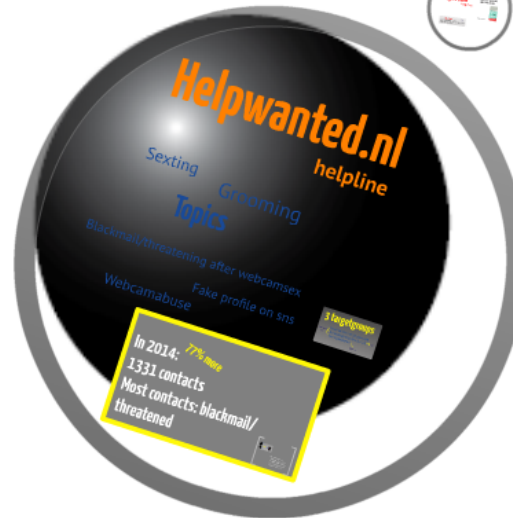 Helpwanted.nl
helpline
Sexting
Grooming
Topics
Blackmail/threatening after webcamsex
Webcamabuse
Fake profile on sns
3 targetgroups
In 2014: 77% more
1331 contacts
Most contacts: blackmail/
threatened